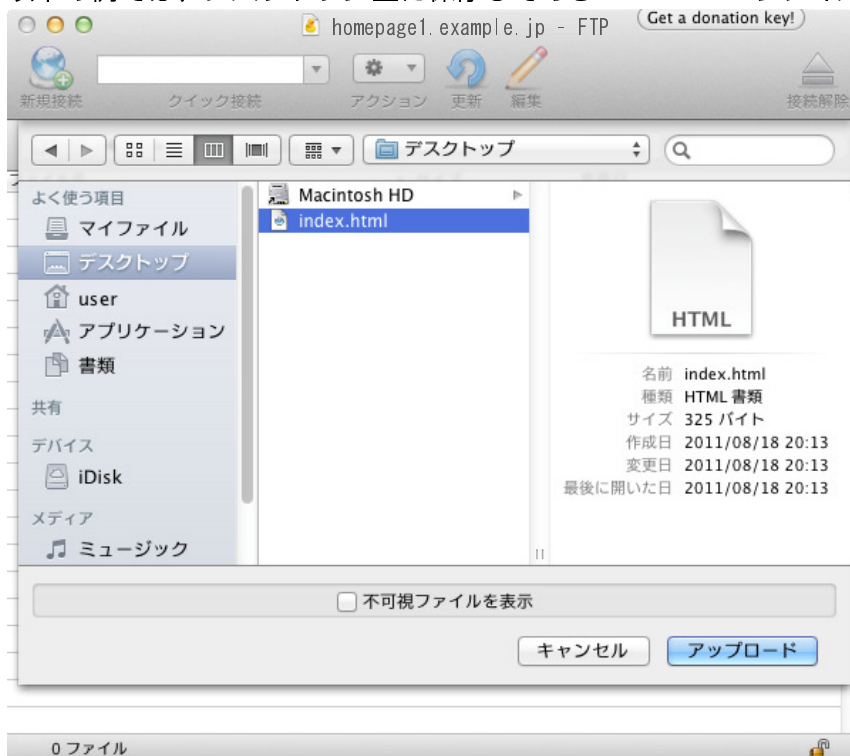 homepage1.example.jp - FTP
Get a donation key!
新規接続
クイック接続
アクション
更新
編集
接続解除
デスクトップ
よく使う項目
マイファイル
デスクトップ
user
アプリケーション
書類
共有
デバイス
iDisk
メディア
ミュージック
Macintosh HD
index.html
HTML
名前 index.html
種類 HTML 書類
サイズ 325 バイト
作成日 2011/08/18 20:13
変更日 2011/08/18 20:13
最後に開いた日 2011/08/18 20:13
不可視ファイルを表示
キャンセル
アップロード
0 ファイル